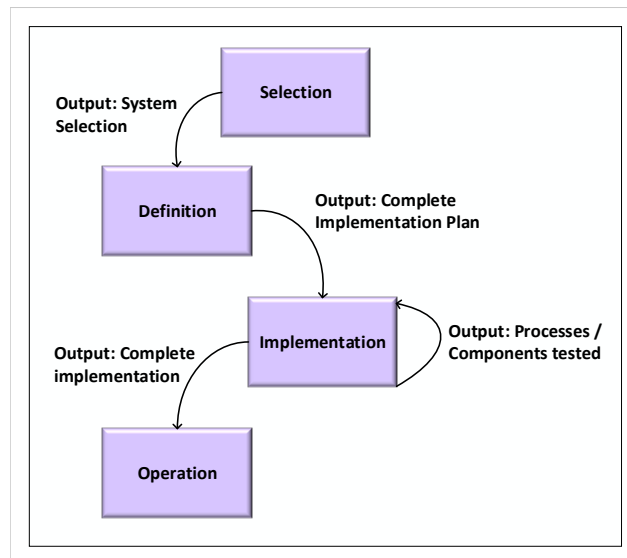 Selection
Output: System
Selection
Definition
Output: Complete
Implementation Plan
Implementation
Output: Processes /
Components tested
Output: Complete
implementation
Operation